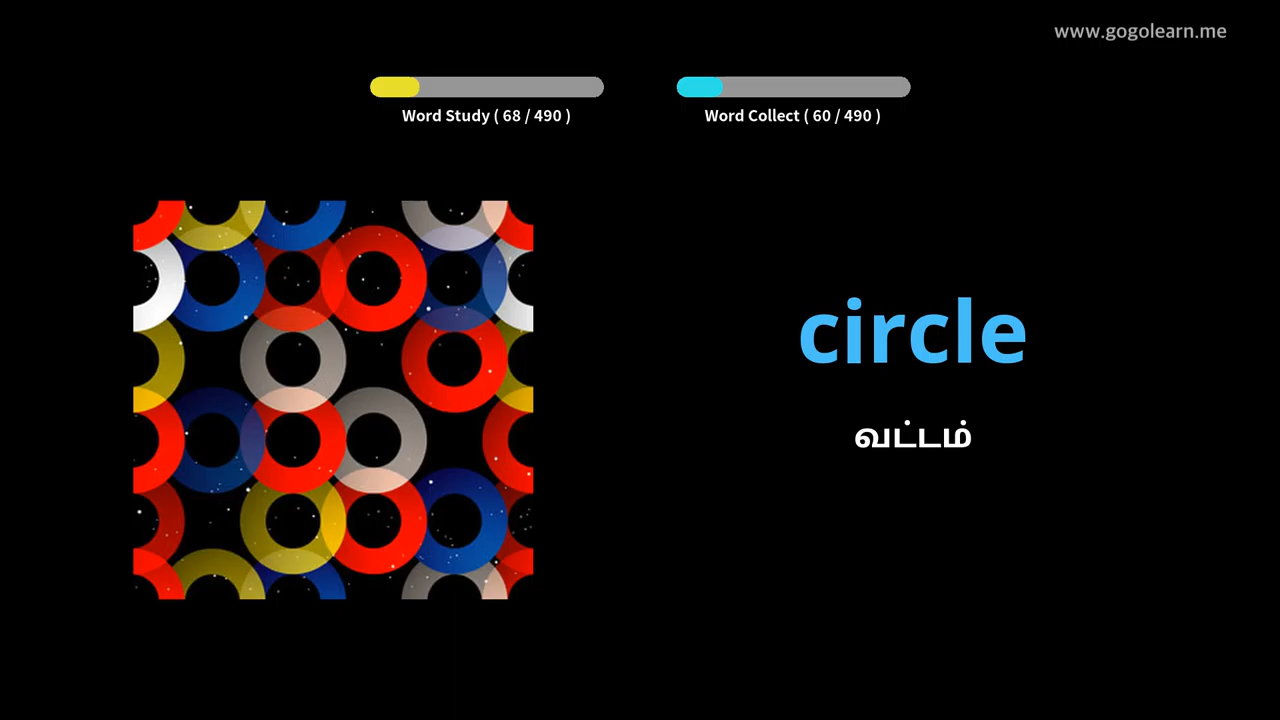 www.gogolearn.me
Word Study ( 68 / 490 )
Word Collect ( 60 / 490 )
circle
வட்டம்